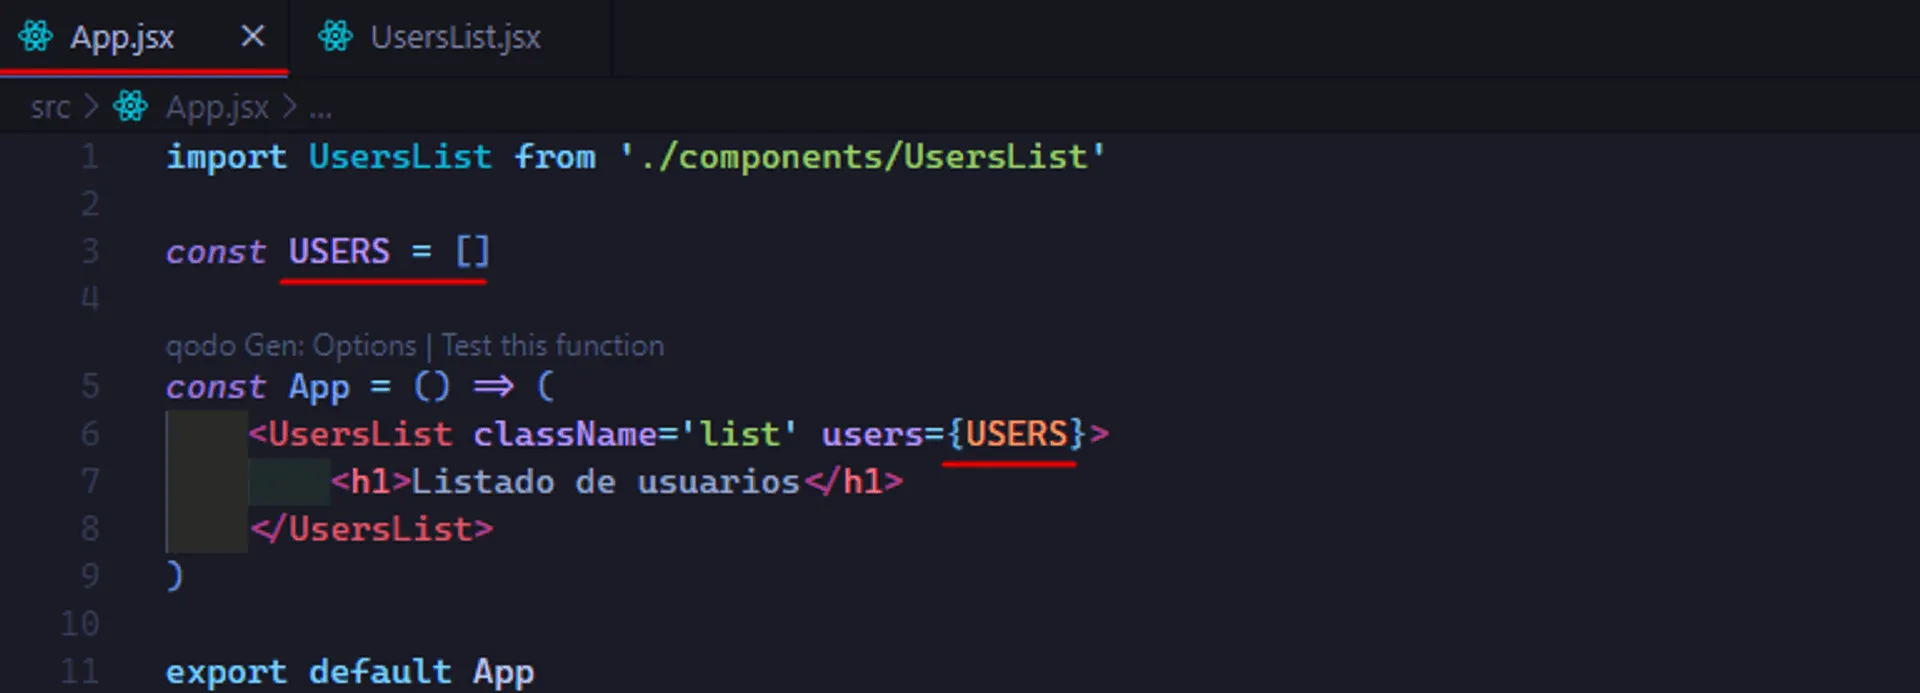 App.jsx × UsersList.jsx
src > App.jsx > ...
1 import UsersList from './components/UsersList'
2
3 const USERS = []
4
qodo Gen: Options | Test this function
5 const App = () => (
6 <UsersList className='list' users={USERS}>
7 <h1>Listado de usuarios</h1>
8 </UsersList>
9 )
10
11 export default App